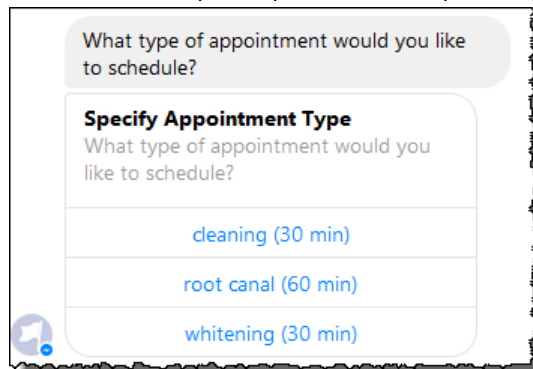 What type of appointment would you like
to schedule?
Specify Appointment Type
What type of appointment would you
like to schedule?
cleaning (30 min)
root canal (60 min)
whitening (30 min)